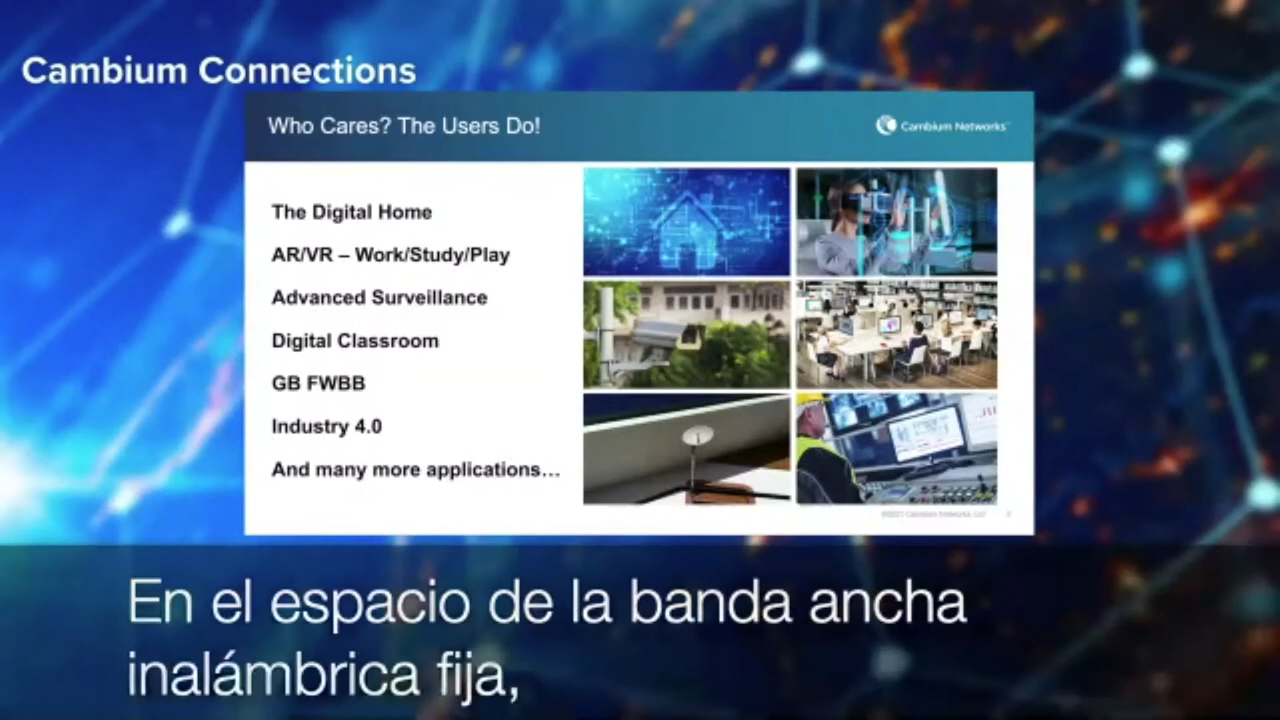 Cambium Connections
Who Cares? The Users Do!
Cambium Networks™
The Digital Home
AR/VR – Work/Study/Play
Advanced Surveillance
Digital Classroom
GB FWBB
Industry 4.0
And many more applications…
En el espacio de la banda ancha
inalámbrica fija,